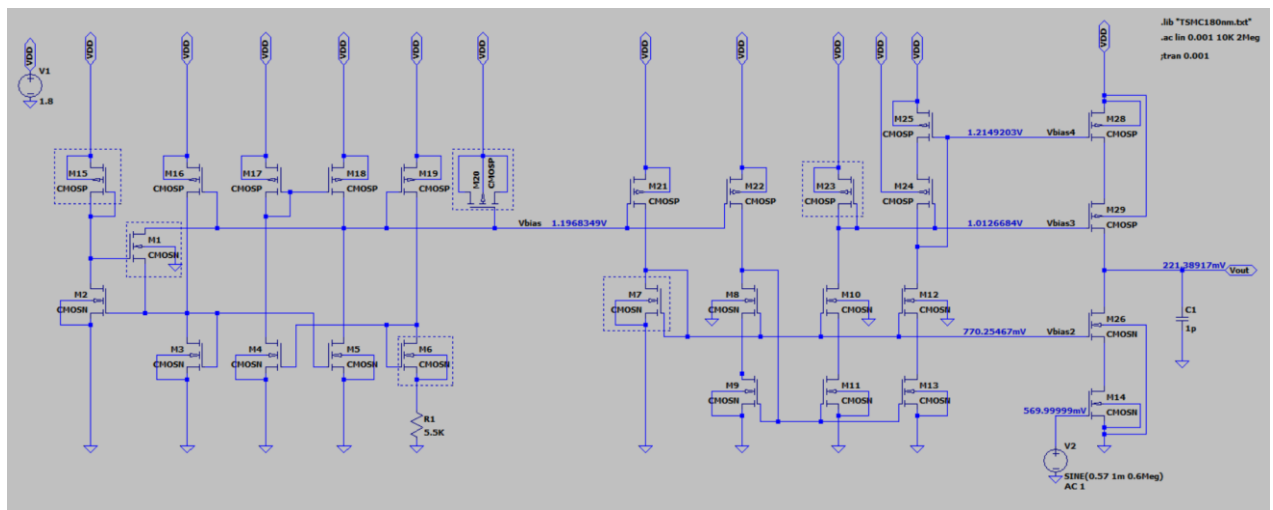 .lib "TSMC180nm.txt"
.ac lin 0.001 10K 2Meg
;tran 0.001
VDD
VDD
VDD
VDD
VDD
VDD
VDD
VDD
VDD
VDD
VDD
VDD
VDD
V1
1.8
M15
CMOSP
M16
CMOSP
M17
CMOSP
M18
CMOSP
M19
CMOSP
M20
CMOSP
M21
CMOSP
M22
CMOSP
M23
CMOSP
M25
CMOSP
M24
CMOSP
M28
CMOSP
M29
CMOSP
1.2149203V
Vbias4
Vbias
1.1968349V
1.0126684V
Vbias3
M1
CMOSN
M2
CMOSN
M3
CMOSN
M4
CMOSN
M5
CMOSN
M6
CMOSN
R1
5.5K
M7
CMOSN
M8
CMOSN
M10
CMOSN
M12
CMOSN
770.25467mV
Vbias2
M26
CMOSN
221.38917mV
Vout
C1
1p
M9
CMOSN
M11
CMOSN
M13
CMOSN
569.99999mV
M14
CMOSN
V2
SINE(0.57 1m 0.6Meg)
AC 1